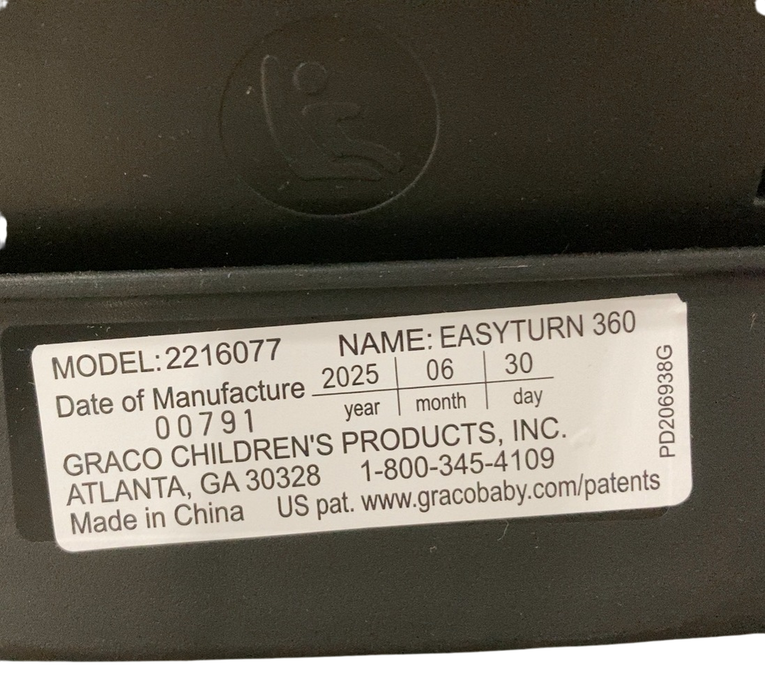 MODEL: 2216077 NAME: EASYTURN 360
Date of Manufacture 2025 06 30
00791 year month day
GRACO CHILDREN'S PRODUCTS, INC.
ATLANTA, GA 30328 1-800-345-4109
Made in China US pat. www.gracobaby.com/patents
PD206938G